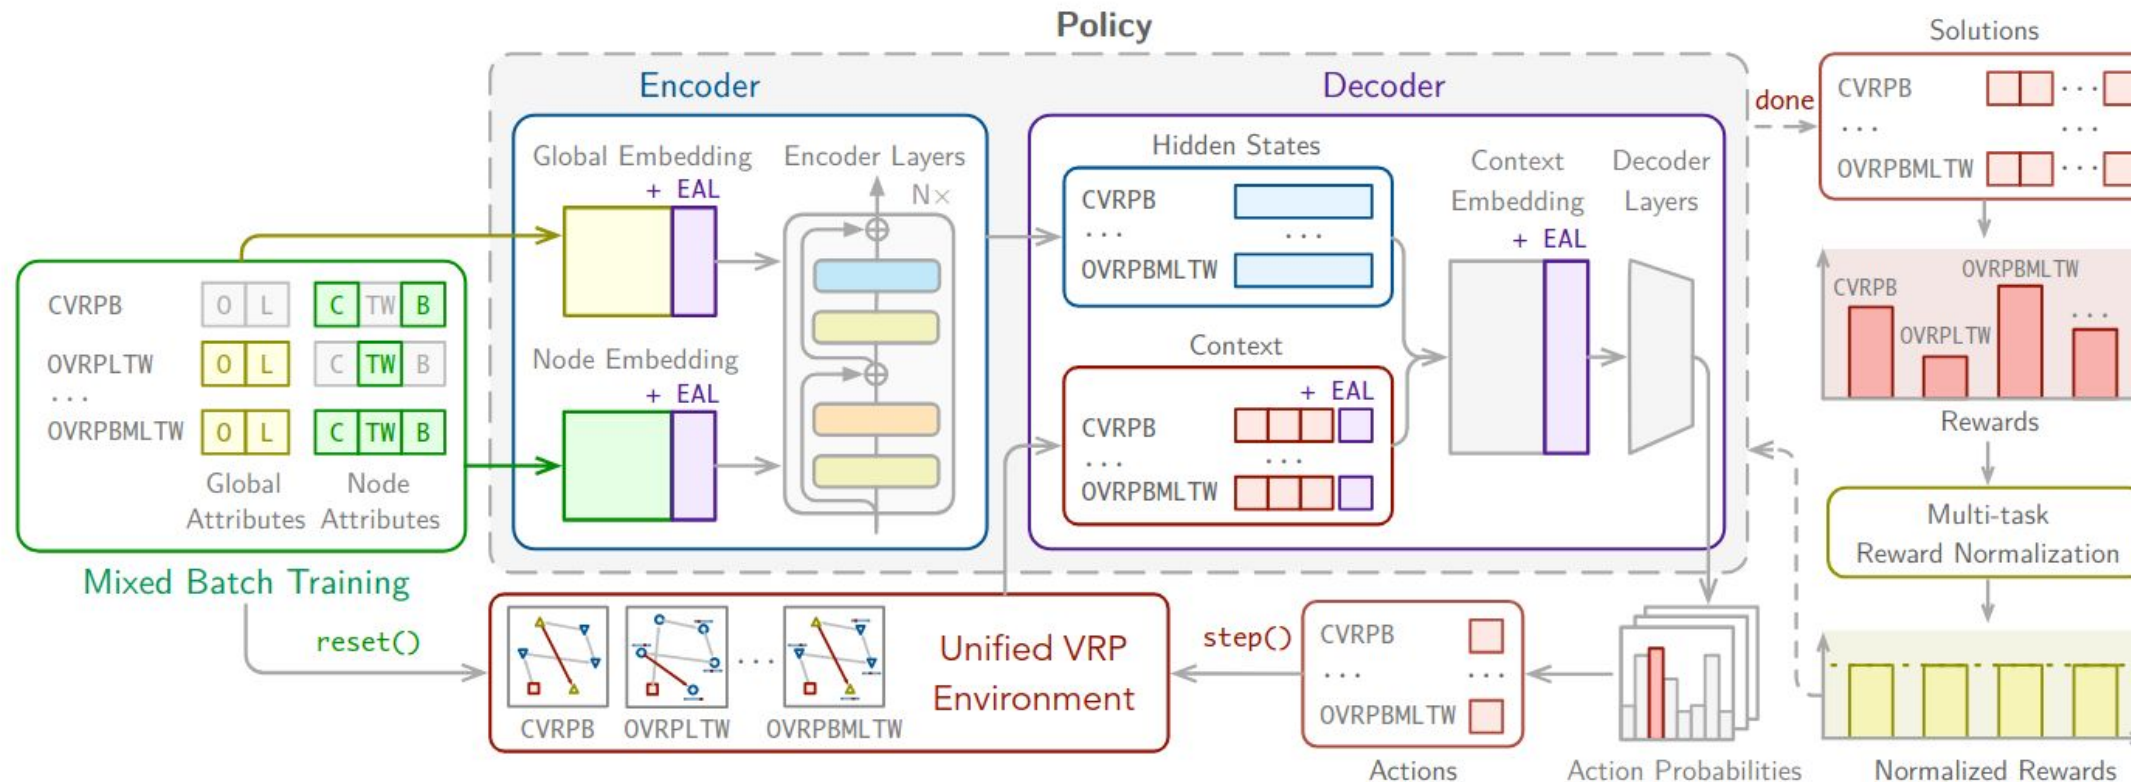 Policy
Encoder
Decoder
Global Embedding
+ EAL
Encoder Layers
N×
Node Embedding
+ EAL
Hidden States
CVRPB
...
OVRPBMLTW
Context
+ EAL
CVRPB
...
OVRPBMLTW
Context
Embedding
+ EAL
Decoder
Layers
CVRPB O L C TW B
OVRPLTW O L C TW B
...
OVRPBMLTW O L C TW B
Global
Attributes
Node
Attributes
Mixed Batch Training
reset()
CVRPB
OVRPLTW
...
OVRPBMLTW
Unified VRP
Environment
step()
CVRPB
... ...
OVRPBMLTW
Actions
Action Probabilities
done
Solutions
CVRPB ...
... ...
OVRPBMLTW ...
CVRPB
OVRPLTW
OVRPBMLTW
...
Rewards
Multi-task
Reward Normalization
Normalized Rewards